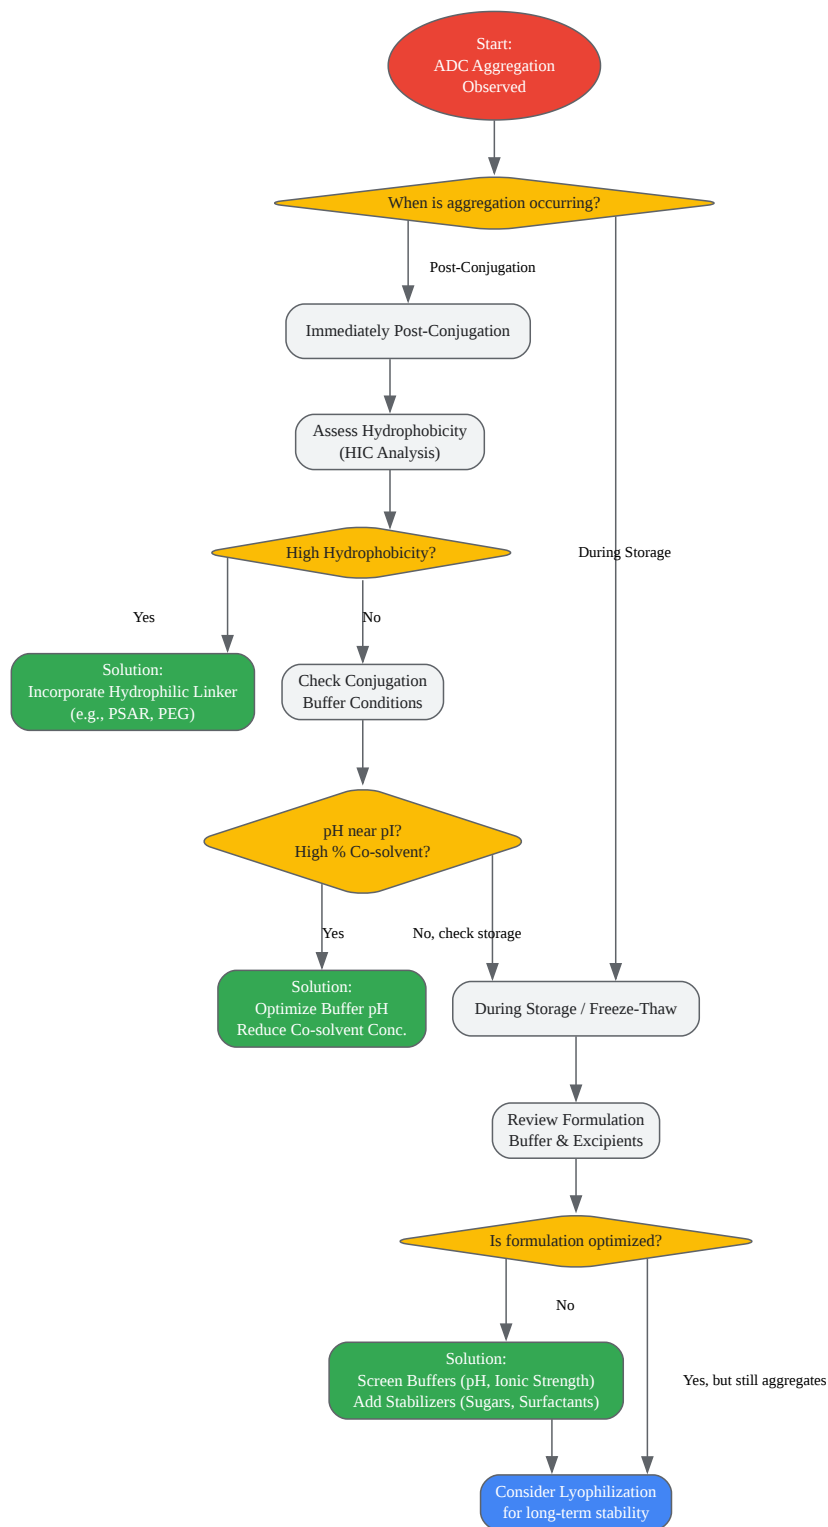 Start:
ADC Aggregation
Observed
When is aggregation occurring?
Post-Conjugation
Immediately Post-Conjugation
Assess Hydrophobicity
(HIC Analysis)
High Hydrophobicity?
During Storage
Yes
No
Solution:
Incorporate Hydrophilic Linker
(e.g., PSAR, PEG)
Check Conjugation
Buffer Conditions
pH near pI?
High % Co-solvent?
Yes
No, check storage
Solution:
Optimize Buffer pH
Reduce Co-solvent Conc.
During Storage / Freeze-Thaw
Review Formulation
Buffer & Excipients
Is formulation optimized?
No
Solution:
Screen Buffers (pH, Ionic Strength)
Add Stabilizers (Sugars, Surfactants)
Yes, but still aggregates
Consider Lyophilization
for long-term stability